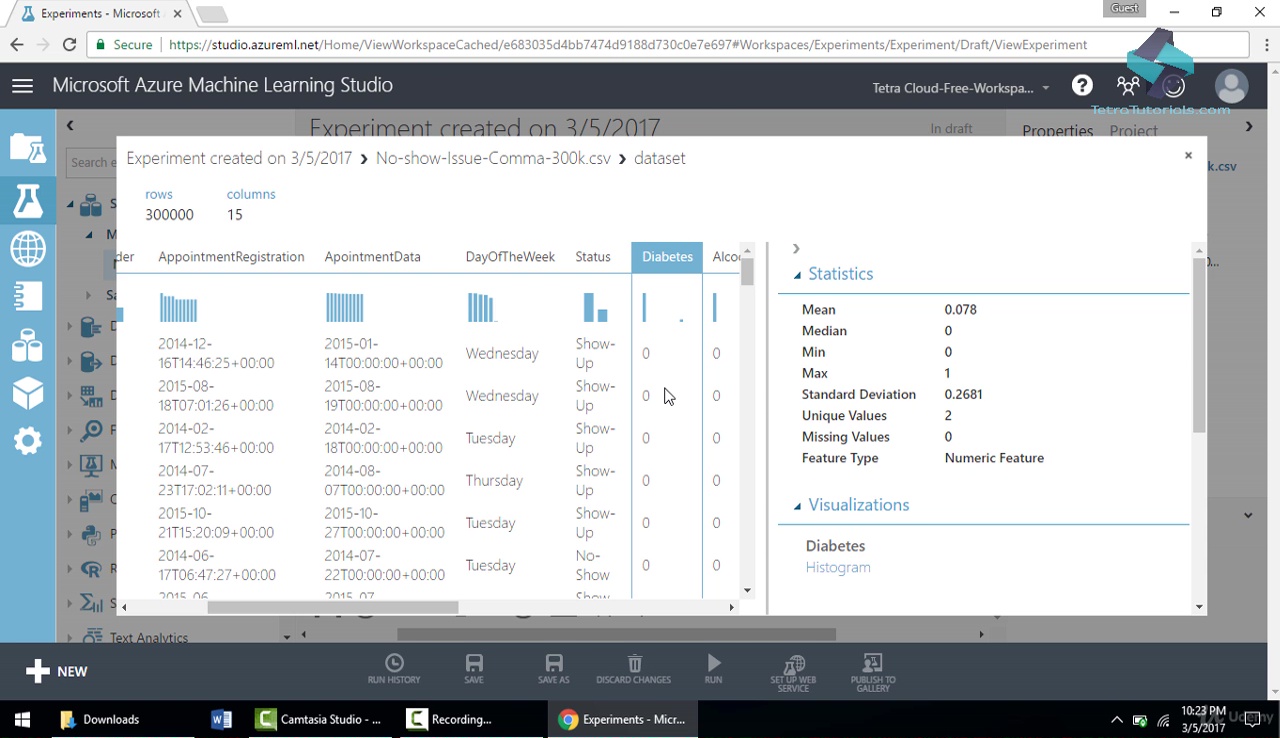 Experiments - Microsoft
Guest
Secure
https://studio.azureml.net/Home/ViewWorkspaceCached/e683035d4bb7474d9188d730c0e7e697#Workspaces/Experiments/Experiment/Draft/ViewExperiment
Microsoft Azure Machine Learning Studio
Tetra Cloud-Free-Workspa...
TetraTutorials.com
Experiment created on 3/5/2017
In draft
Properties Project
Search e
k.csv
Experiment created on 3/5/2017 › No-show-Issue-Comma-300k.csv › dataset
rows columns
300000 15
der AppointmentRegistration ApointmentData DayOfTheWeek Status Diabetes Alcoo
2014-12-16T14:46:25+00:00 2015-01-14T00:00:00+00:00 Wednesday Show-Up 0 0
2015-08-18T07:01:26+00:00 2015-08-19T00:00:00+00:00 Wednesday Show-Up 0 0
2014-02-17T12:53:46+00:00 2014-02-18T00:00:00+00:00 Tuesday Show-Up 0 0
2014-07-23T17:02:11+00:00 2014-08-07T00:00:00+00:00 Thursday Show-Up 0 0
2015-10-21T15:20:09+00:00 2015-10-27T00:00:00+00:00 Tuesday Show-Up 0 0
2014-06-17T06:47:27+00:00 2014-07-22T00:00:00+00:00 Tuesday No-Show 0 0
Statistics
Mean 0.078
Median 0
Min 0
Max 1
Standard Deviation 0.2681
Unique Values 2
Missing Values 0
Feature Type Numeric Feature
Visualizations
Diabetes
Histogram
Text Analytics
NEW
RUN HISTORY
SAVE
SAVE AS
DISCARD CHANGES
RUN
SET UP WEB SERVICE
PUBLISH TO GALLERY
Downloads
Camtasia Studio - ...
Recording...
Experiments - Micr...
10:23 PM
3/5/2017
Udemy